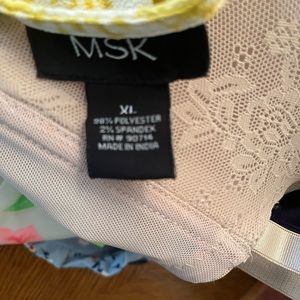 MSK
XL
98% POLYESTER
2% SPANDEX
RN# 90714
MADE IN INDIA